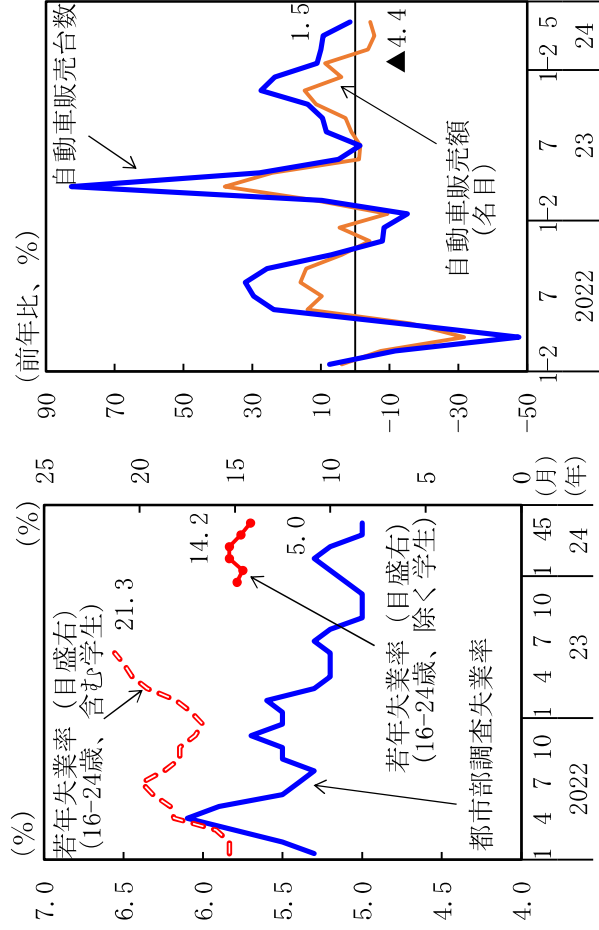 (%)
(%)
7.0
6.5
6.0
5.5
5.0
4.5
4.0
25
20
15
10
5
0
若年失業率 (目盛右)
(16-24歳、含む学生)
21.3
14.2
5.0
若年失業率 (目盛右)
(16-24歳、除く学生)
都市部調査失業率
1 4 7 10 1 4 7 10 1 45 (月)
2022 23 24 (年)
(前年比、%)
90
70
50
30
10
-10
-30
-50
自動車販売台数
1.5
▲4.4
自動車販売額
(名目)
1-2 7 1-2 7 1-2 5
2022 23 24